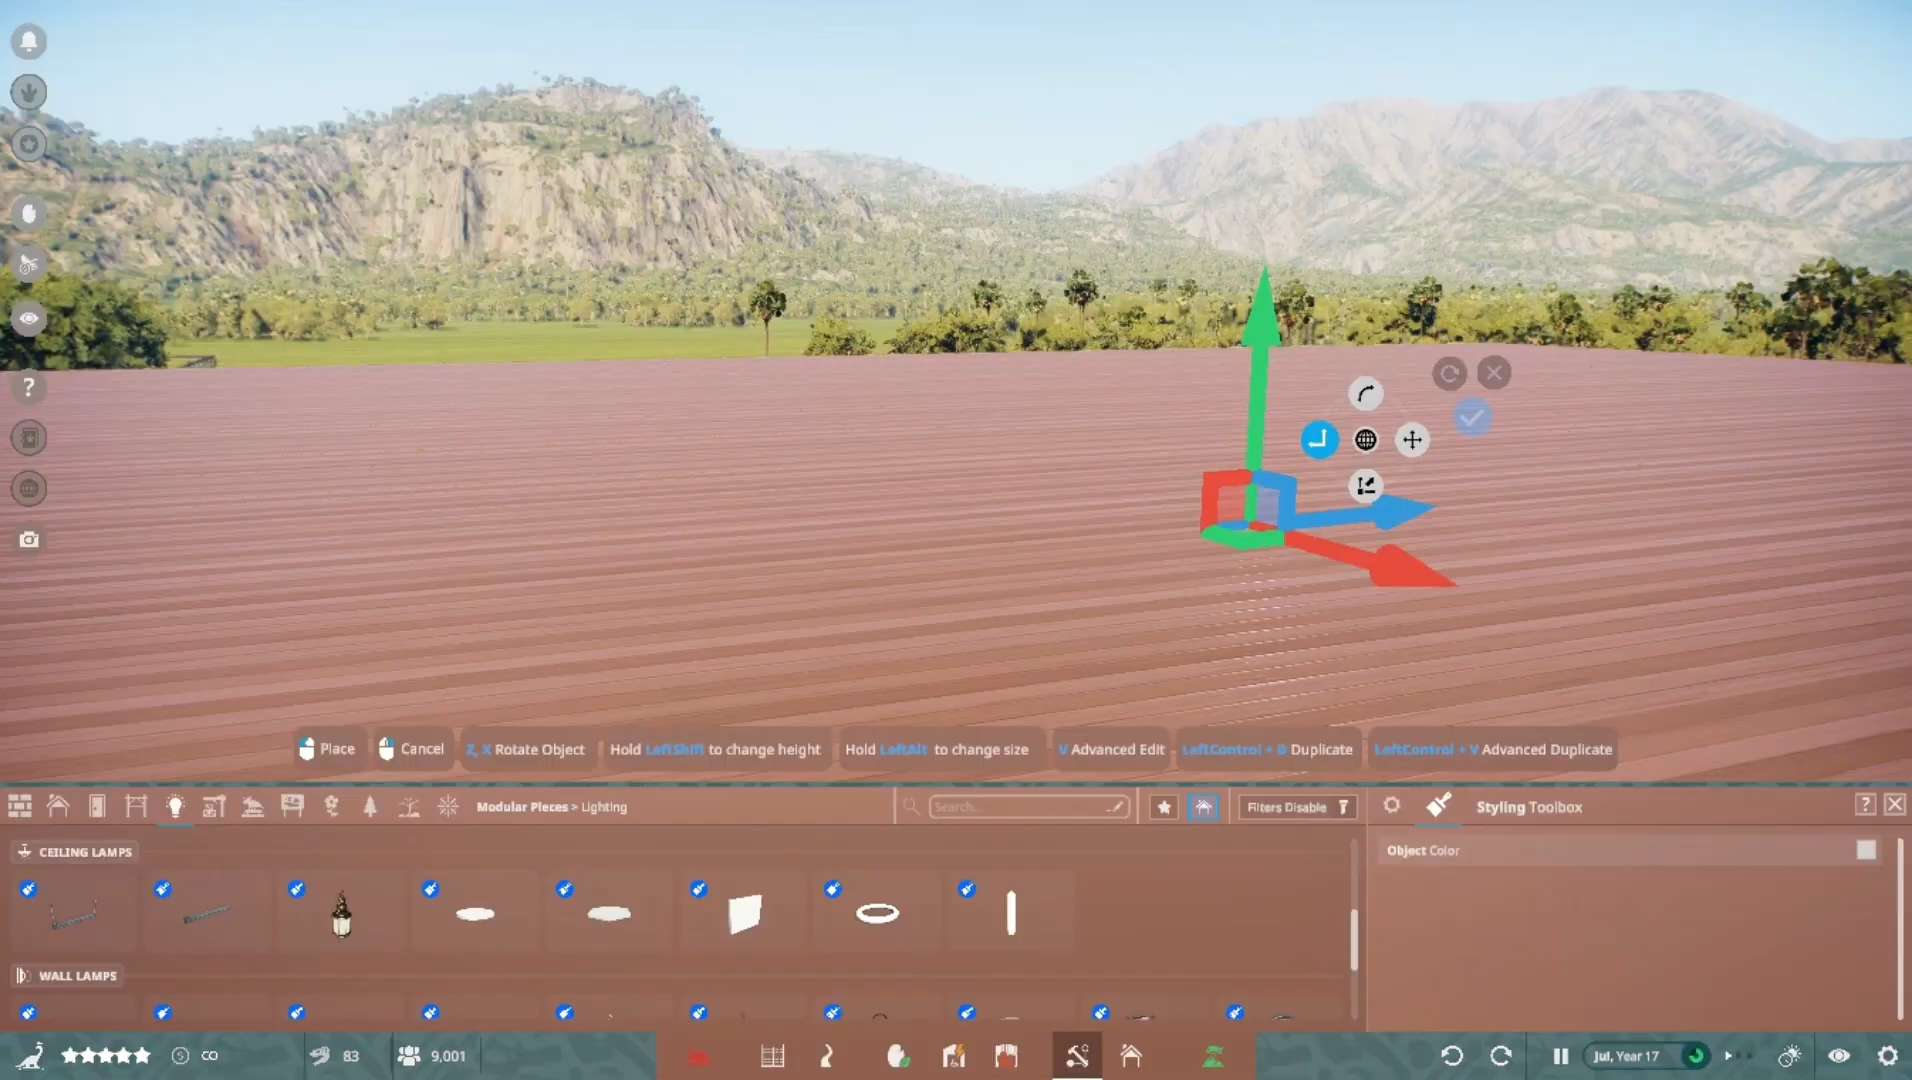 ?
Place
Cancel
Z, X Rotate Object
Hold LeftShift to change height
Hold LeftAlt to change size
V Advanced Edit
LeftControl + D Duplicate
LeftControl + V Advanced Duplicate
Modular Pieces > Lighting
Search...
Filters Disable
Styling Toolbox
?
CEILING LAMPS
Object Color
WALL LAMPS
83
9,001
Jul, Year 17